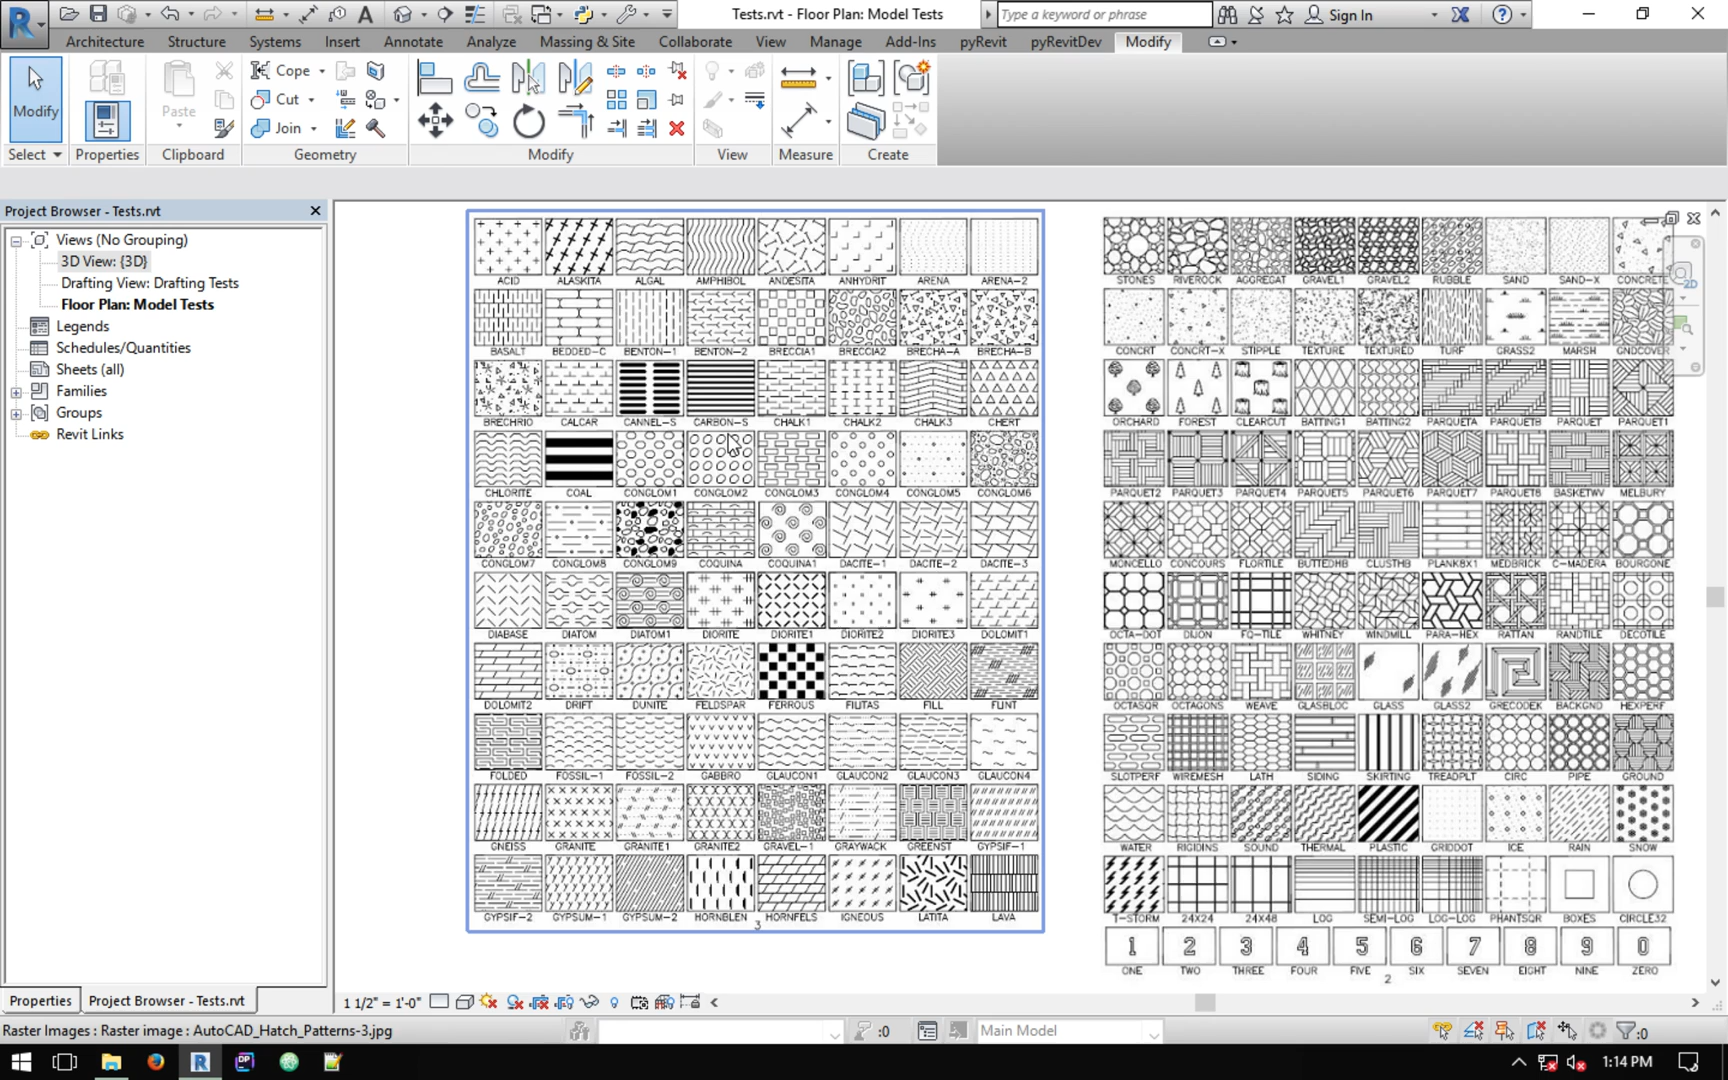 Tests.rvt - Floor Plan: Model Tests
Type a keyword or phrase
Sign In
Architecture Structure Systems Insert Annotate Analyze Massing & Site Collaborate View Manage Add-Ins pyRevit pyRevitDev Modify
Modify
Paste
Cope
Cut
Join
Select Properties Clipboard Geometry Modify View Measure Create
Project Browser - Tests.rvt
Views (No Grouping)
3D View: {3D}
Drafting View: Drafting Tests
Floor Plan: Model Tests
Legends
Schedules/Quantities
Sheets (all)
Families
Groups
Revit Links
Properties
Project Browser - Tests.rvt
ACID ALASKITA ALGAL AMPHIBOL ANDESITA ANHYDRIT ARENA ARENA-2
BASALT BEDDED-C BENTON-1 BENTON-2 BRECCIA1 BRECCIA2 BRECHA-A BRECHA-B
BRECHRIO CALCAR CANNEL-S CARBON-S CHALK1 CHALK2 CHALK3 CHERT
CHLORITE COAL CONGLOM1 CONGLOM2 CONGLOM3 CONGLOM4 CONGLOM5 CONGLOM6
CONGLOM7 CONGLOM8 CONGLOM9 COQUINA COQUINA1 DACITE-1 DACITE-2 DACITE-3
DIABASE DIATOM DIATOM1 DIORITE DIORITE1 DIORITE2 DIORITE3 DOLOMIT1
DOLOMIT2 DRIFT DUNITE FELDSPAR FERROUS FILITAS FILL FLINT
FOLDED FOSSIL-1 FOSSIL-2 GABBRO GLAUCON1 GLAUCON2 GLAUCON3 GLAUCON4
GNEISS GRANITE GRANITE1 GRANITE2 GRAVEL-1 GRAYWACK GREENST GYPSIF-1
GYPSIF-2 GYPSUM-1 GYPSUM-2 HORNBLEN HORNFELS IGNEOUS LATITA LAVA
3
STONES RIVEROCK AGGREGAT GRAVEL1 GRAVEL2 RUBBLE SAND SAND-X CONCRETE2
CONCRT CONCRT-X STIPPLE TEXTURE TEXTURED TURF GRASS2 MARSH GNDCOVER
ORCHARD FOREST CLEARCUT BATTING1 BATTING2 PARQUETA PARQUETB PARQUET PARQUET1
PARQUET2 PARQUET3 PARQUET4 PARQUET5 PARQUET6 PARQUET7 PARQUET8 BASKETWV MELBURY
MONCELLO CONCOURS FLORTILE BUTTEDHB CLUSTHB PLANK8X1 MEDBRICK C-MADERA BOURGONE
OCTA-DOT DIJON FQ-TILE WHITNEY WINDMILL PARA-HEX RATTAN RANDTILE DECOTILE
OCTASQR OCTAGONS WEAVE GLASBLOC GLASS GLASS2 GRECODEK BACKGND HEXPERF
SLOTPERF WIREMESH LATH SIDING SKIRTING TREADPLT CIRC PIPE GROUND
WATER RIGIDINS SOUND THERMAL PLASTIC GRIDDOT ICE RAIN SNOW
T-STORM 24X24 24X48 LOG SEMI-LOG LOG-LOG PHANTSQR BOXES CIRCLE32
1 2 3 4 5 6 7 8 9 0
ONE TWO THREE FOUR FIVE SIX SEVEN EIGHT NINE ZERO
2
2D
1 1/2" = 1'-0"
Raster Images : Raster image : AutoCAD_Hatch_Patterns-3.jpg
:0
Main Model
:0
1:14 PM